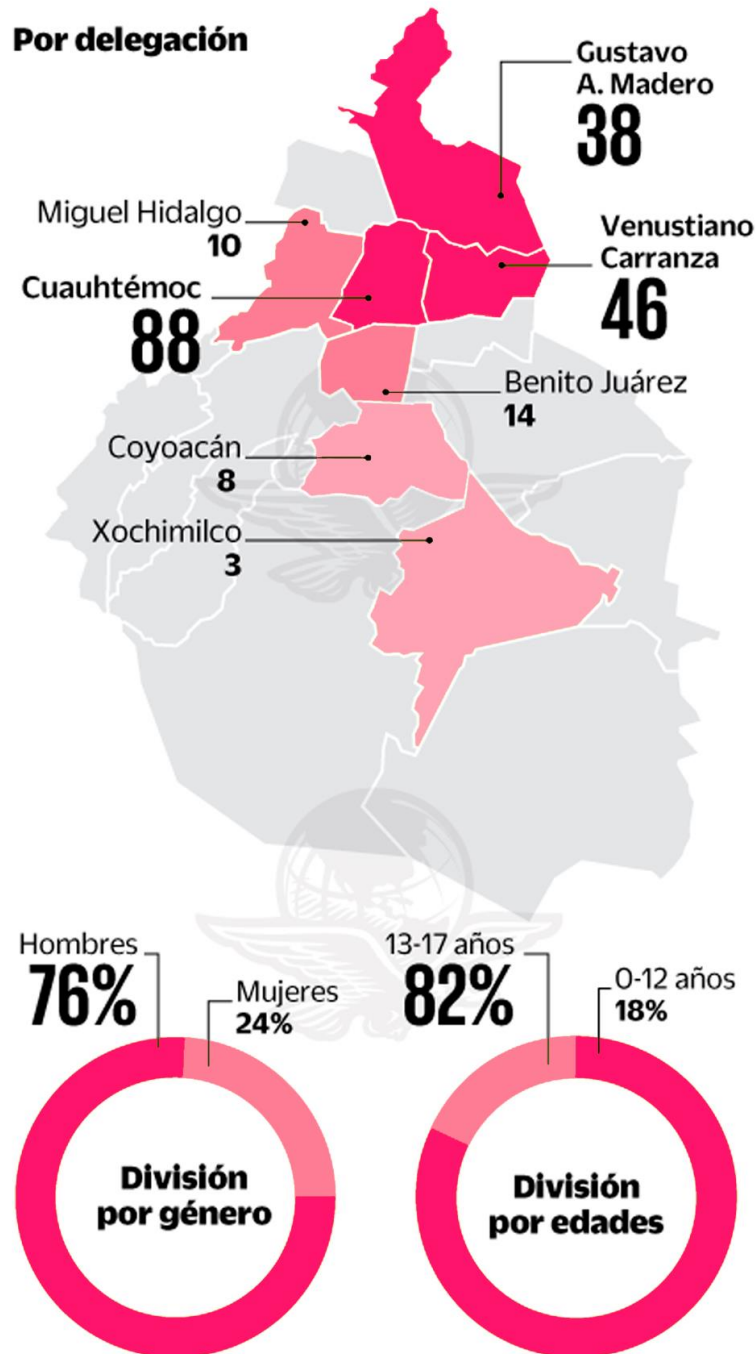 Por delegación
Gustavo
A. Madero
38
Miguel Hidalgo
10
Venustiano
Carranza
46
Cuauhtémoc
88
Benito Juárez
14
Coyoacán
8
Xochimilco
3
Hombres
76%
Mujeres
24%
13-17 años
82%
0-12 años
18%
División
por género
División
por edades